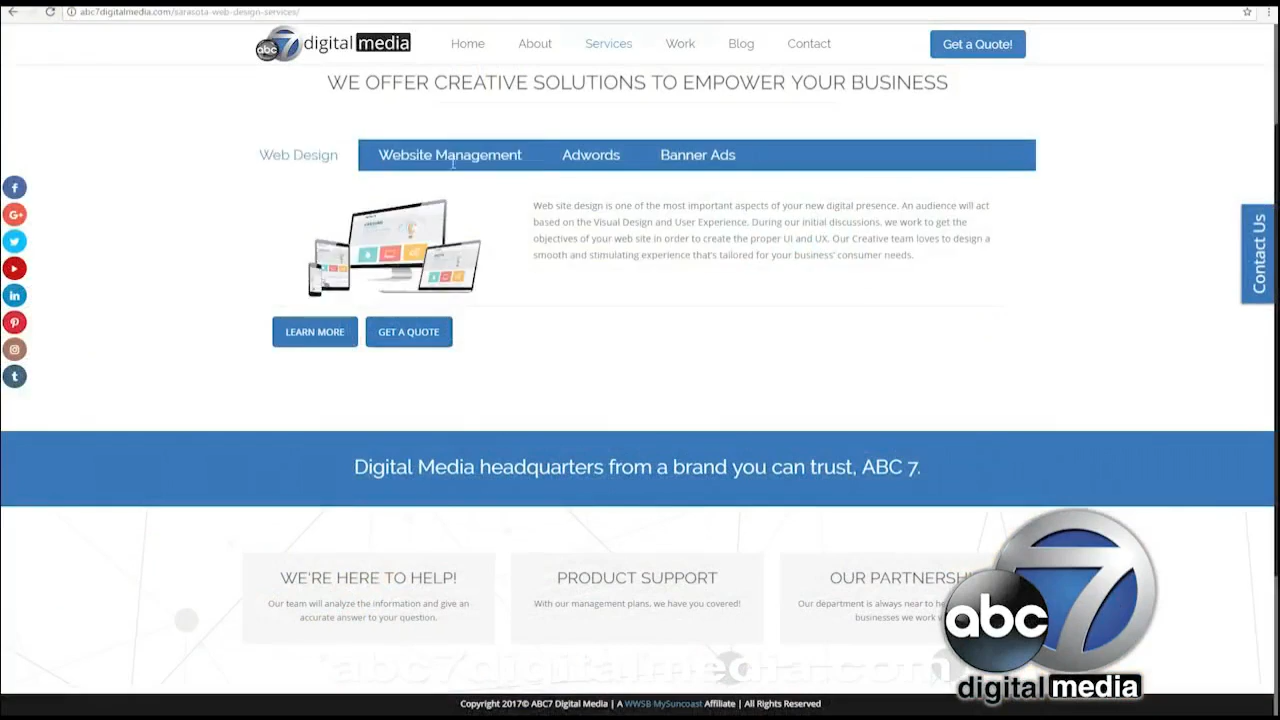 abc7digitalmedia.com/sarasota-web-design-services/
abc 7 digital media
Home About Services Work Blog Contact
Get a Quote!
WE OFFER CREATIVE SOLUTIONS TO EMPOWER YOUR BUSINESS
Web Design Website Management Adwords Banner Ads
Web site design is one of the most important aspects of your new digital presence. An audience will act
based on the Visual Design and User Experience. During our initial discussions, we work to get the
objectives of your web site in order to create the proper UI and UX. Our Creative team loves to design a
smooth and stimulating experience that's tailored for your business' consumer needs.
Contact Us
LEARN MORE GET A QUOTE
Digital Media headquarters from a brand you can trust, ABC 7.
WE'RE HERE TO HELP!
Our team will analyze the information and give an
accurate answer to your question.
PRODUCT SUPPORT
With our management plans, we have you covered!
OUR PARTNERSHI
Our department is always near to he
businesses we work w
abc 7
digital media
abc7digitalmedia.com
Copyright 2017© ABC7 Digital Media | A WWSB MySuncoast Affiliate | All Rights Reserved